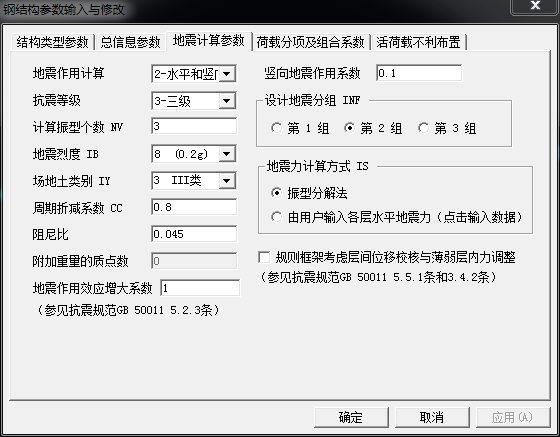 钢结构参数输入与修改
结构类型参数 总信息参数 地震计算参数 荷载分项及组合系数 活荷载不利布置
地震作用计算 2-水平和竖
抗震等级 3-三级
计算振型个数 NV 3
地震烈度 IB 8 (0.2g)
场地土类别 IY 3 III类
周期折减系数 CC 0.8
阻尼比 0.045
附加重量的质点数 0
地震作用效应增大系数 1
(参见抗震规范GB 50011 5.2.3条)
竖向地震作用系数 0.1
设计地震分组 INF
第 1 组 第 2 组 第 3 组
地震力计算方式 IS
振型分解法
由用户输入各层水平地震力(点击输入数据)
规则框架考虑层间位移校核与薄弱层内力调整
(参见抗震规范GB 50011 5.5.1条和3.4.2条)
确定 取消 应用(A)